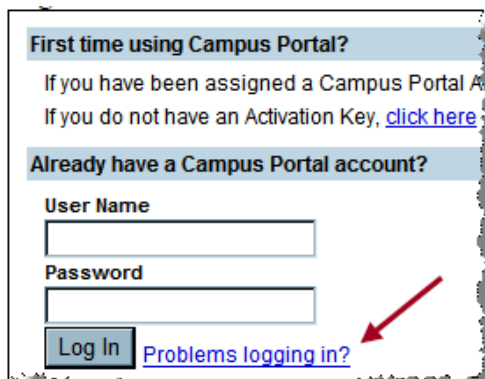 First time using Campus Portal?
If you have been assigned a Campus Portal A
If you do not have an Activation Key, click here
Already have a Campus Portal account?
User Name
Password
Log In Problems logging in?